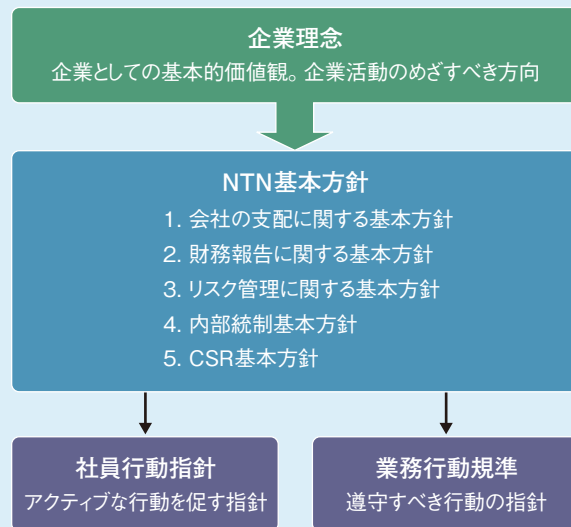 企業理念
企業としての基本的価値観。企業活動のめざすべき方向
NTN基本方針
1. 会社の支配に関する基本方針
2. 財務報告に関する基本方針
3. リスク管理に関する基本方針
4. 内部統制基本方針
5. CSR基本方針
社員行動指針
アクティブな行動を促す指針
業務行動規準
遵守すべき行動の指針